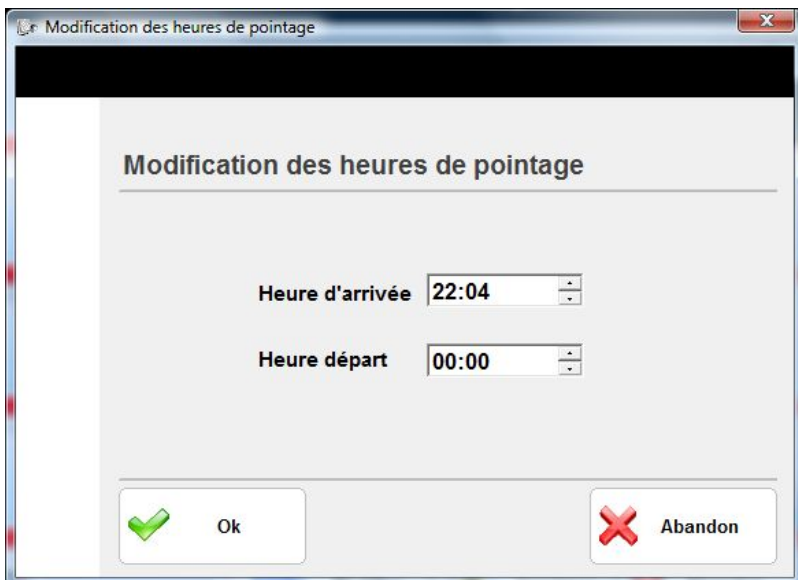 Modification des heures de pointage
Modification des heures de pointage
Heure d'arrivée 22:04
Heure départ 00:00
Ok Abandon